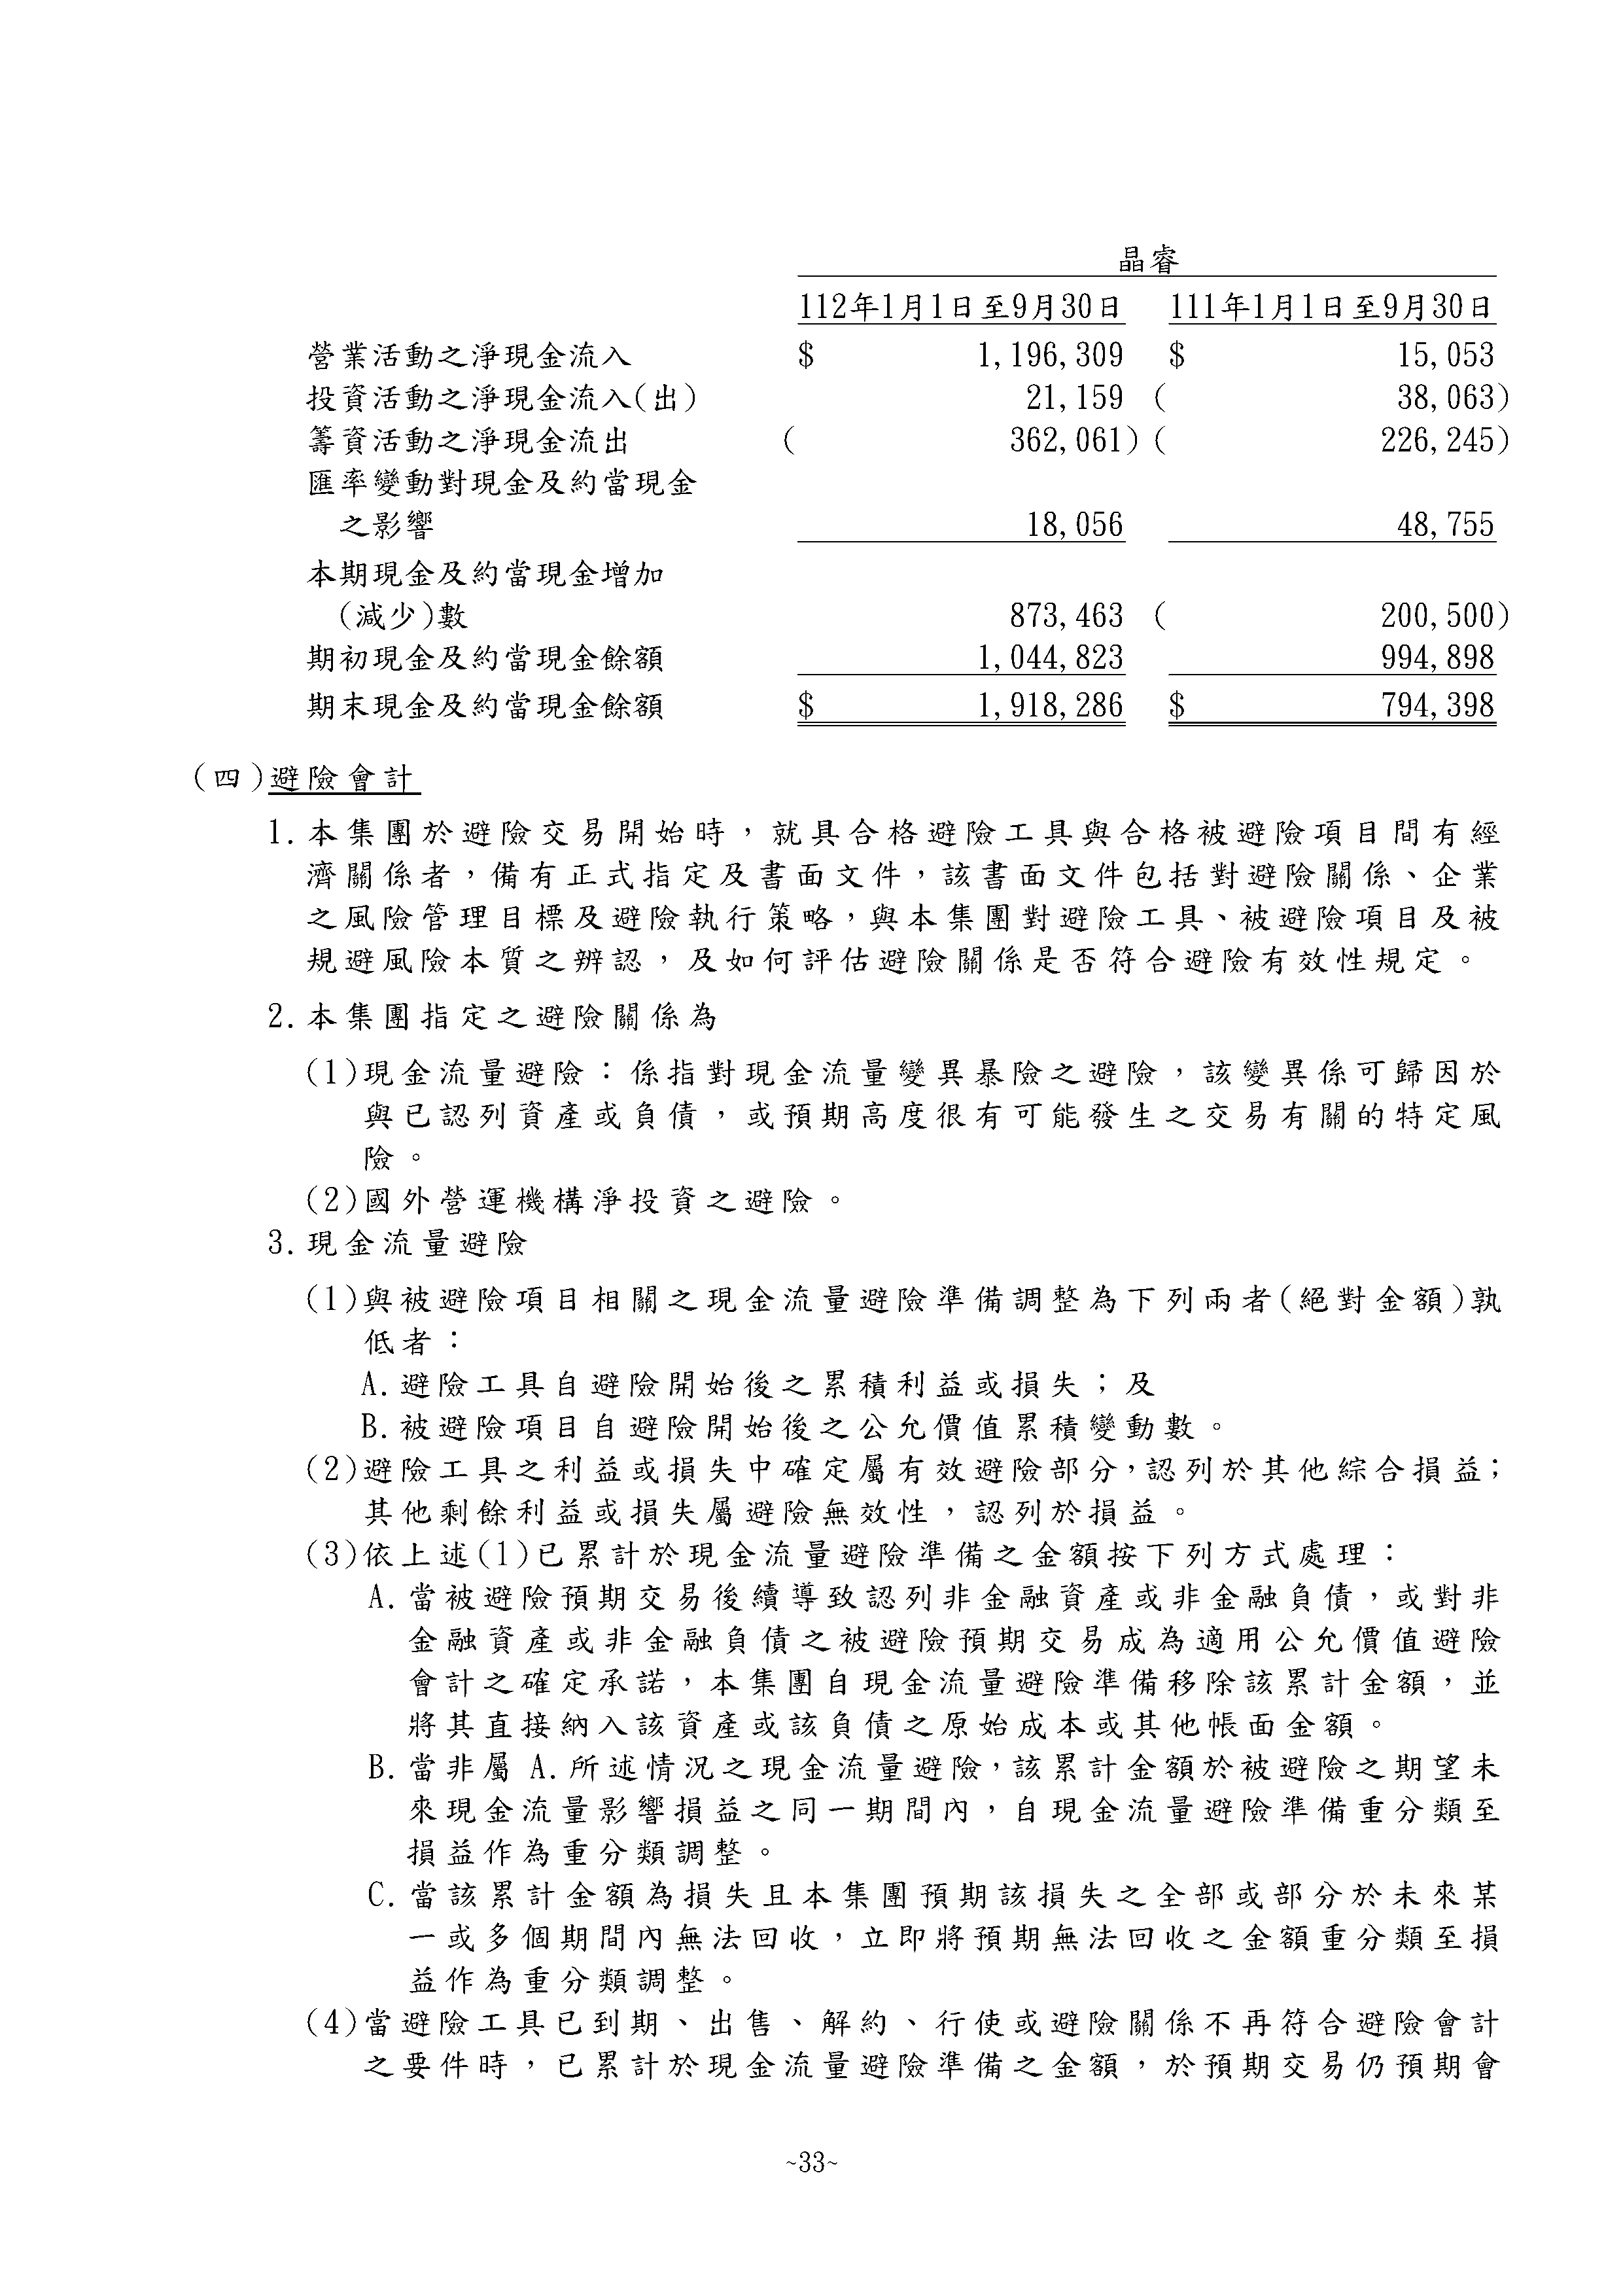 晶睿
112年1月1日至9月30日 111年1月1日至9月30日
營業活動之淨現金流入 $ 1,196,309 $ 15,053
投資活動之淨現金流入(出) 21,159 ( 38,063)
籌資活動之淨現金流出 ( 362,061) ( 226,245)
匯率變動對現金及約當現金
之影響 18,056 48,755
本期現金及約當現金增加
(減少)數 873,463 ( 200,500)
期初現金及約當現金餘額 1,044,823 994,898
期末現金及約當現金餘額 $ 1,918,286 $ 794,398
(四)避險會計
1.本集團於避險交易開始時，就具合格避險工具與合格被避險項目間有經
濟關係者，備有正式指定及書面文件，該書面文件包括對避險關係、企業
之風險管理目標及避險執行策略，與本集團對避險工具、被避險項目及被
規避風險本質之辨認，及如何評估避險關係是否符合避險有效性規定。
2.本集團指定之避險關係為
(1)現金流量避險：係指對現金流量變異暴險之避險，該變異係可歸因於
與已認列資產或負債，或預期高度很有可能發生之交易有關的特定風
險。
(2)國外營運機構淨投資之避險。
3.現金流量避險
(1)與被避險項目相關之現金流量避險準備調整為下列兩者(絕對金額)孰
低者：
A.避險工具自避險開始後之累積利益或損失；及
B.被避險項目自避險開始後之公允價值累積變動數。
(2)避險工具之利益或損失中確定屬有效避險部分，認列於其他綜合損益；
其他剩餘利益或損失屬避險無效性，認列於損益。
(3)依上述(1)已累計於現金流量避險準備之金額按下列方式處理：
A.當被避險預期交易後續導致認列非金融資產或非金融負債，或對非
金融資產或非金融負債之被避險預期交易成為適用公允價值避險
會計之確定承諾，本集團自現金流量避險準備移除該累計金額，並
將其直接納入該資產或該負債之原始成本或其他帳面金額。
B.當非屬 A.所述情況之現金流量避險，該累計金額於被避險之期望未
來現金流量影響損益之同一期間內，自現金流量避險準備重分類至
損益作為重分類調整。
C.當該累計金額為損失且本集團預期該損失之全部或部分於未來某
一或多個期間內無法回收，立即將預期無法回收之金額重分類至損
益作為重分類調整。
(4)當避險工具已到期、出售、解約、行使或避險關係不再符合避險會計
之要件時，已累計於現金流量避險準備之金額，於預期交易仍預期會
~33~